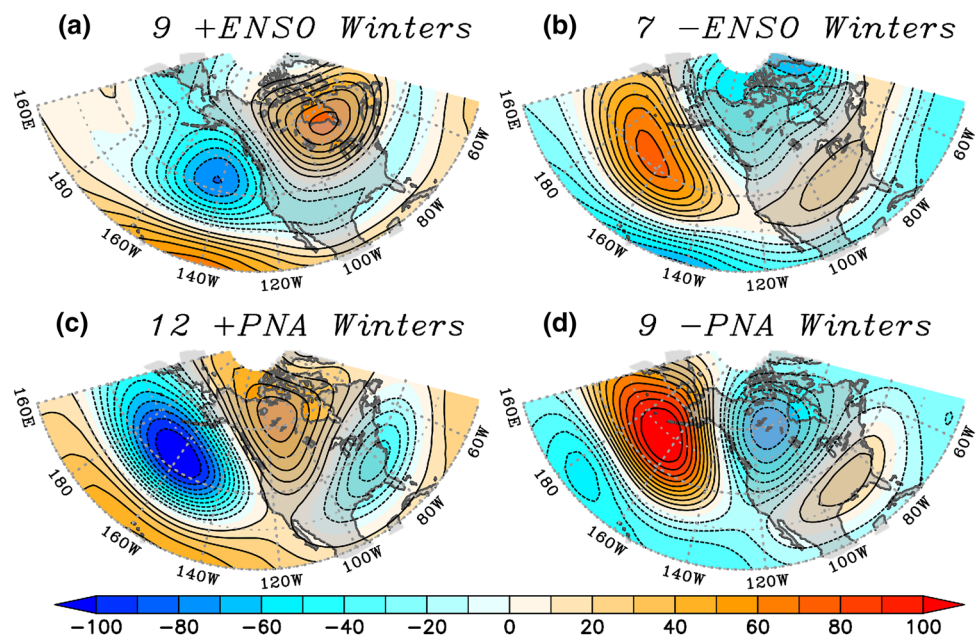 (a) 9 +ENSO Winters
(b) 7 −ENSO Winters
160E
180
160W
140W
120W
100W
80W
60W
160E
180
160W
140W
120W
100W
80W
60W
(c) 12 +PNA Winters
(d) 9 −PNA Winters
160E
180
160W
140W
120W
100W
80W
60W
160E
180
160W
140W
120W
100W
80W
60W
−100 −80 −60 −40 −20 0 20 40 60 80 100